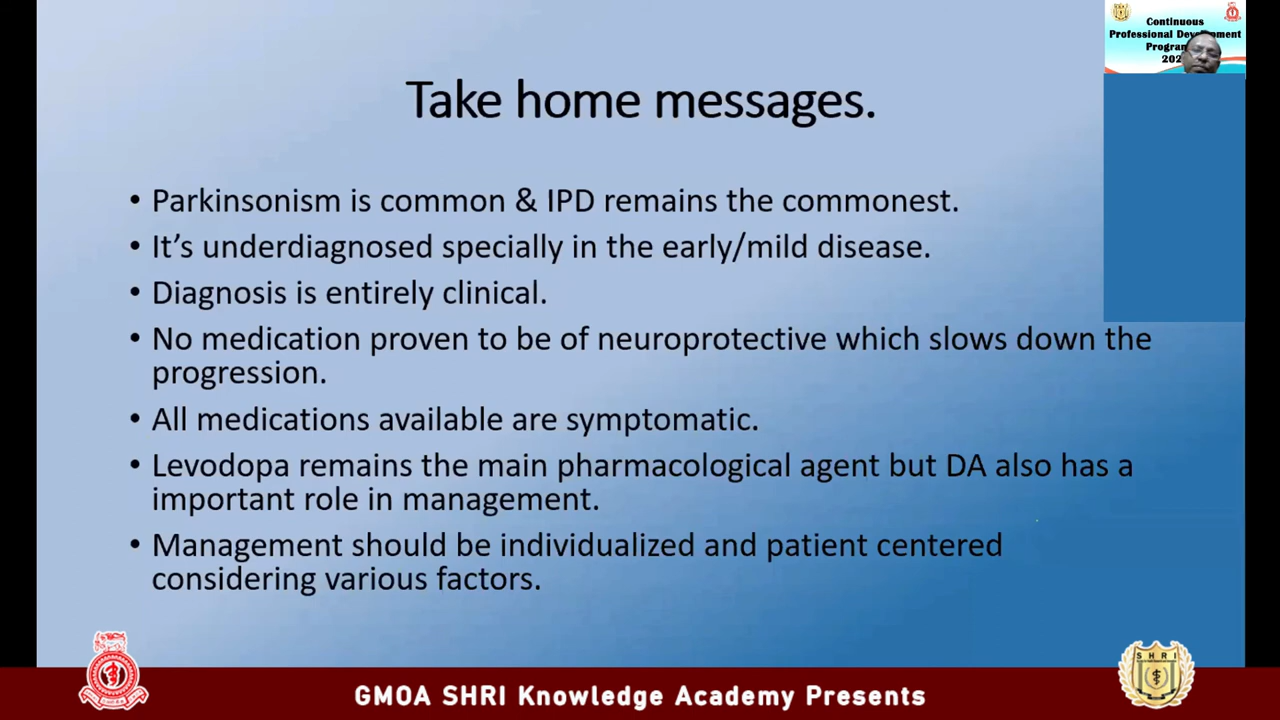 Continuous
Professional Development
Program
202
Take home messages.
• Parkinsonism is common & IPD remains the commonest.
• It's underdiagnosed specially in the early/mild disease.
• Diagnosis is entirely clinical.
• No medication proven to be of neuroprotective which slows down the
progression.
• All medications available are symptomatic.
• Levodopa remains the main pharmacological agent but DA also has a
important role in management.
• Management should be individualized and patient centered
considering various factors.
SHRI
GMOA SHRI Knowledge Academy Presents